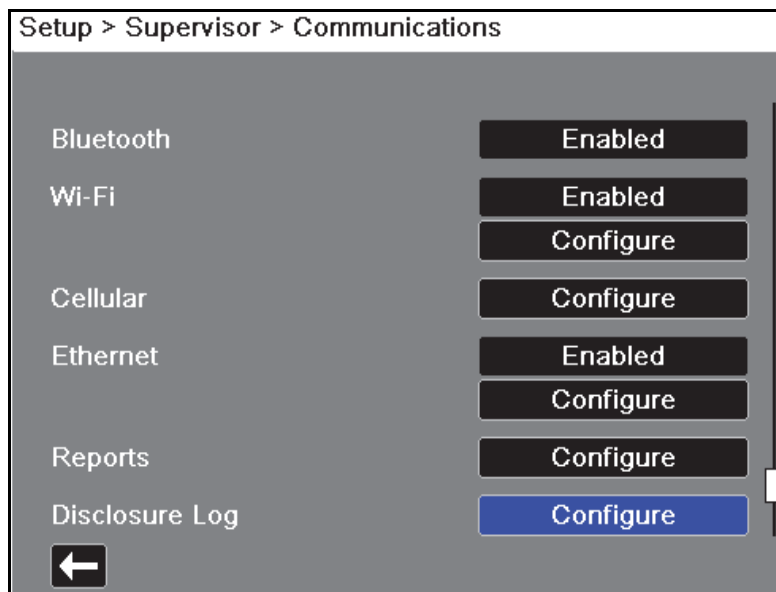 Setup > Supervisor > Communications
Bluetooth Enabled
Wi-Fi Enabled
Configure
Cellular Configure
Ethernet Enabled
Configure
Reports Configure
Disclosure Log Configure